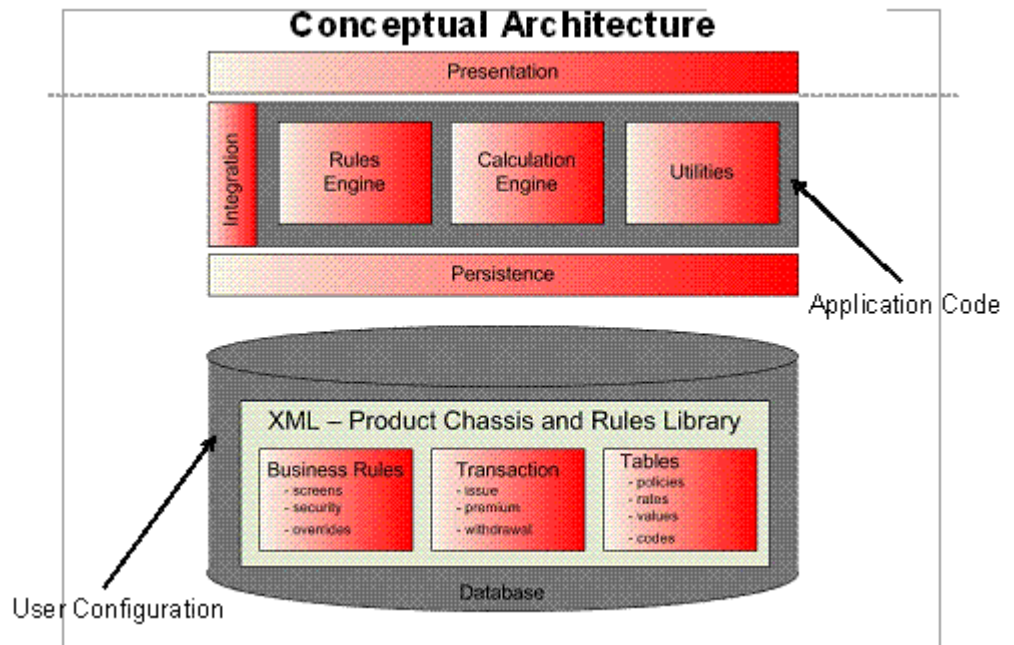 Conceptual Architecture
Presentation
Integration
Rules
Engine
Calculation
Engine
Utilities
Persistence
Application Code
XML – Product Chassis and Rules Library
Business Rules
- screens
- security
- overrides
Transaction
- issue
- premium
- withdrawal
Tables
- policies
- rates
- values
- codes
Database
User Configuration